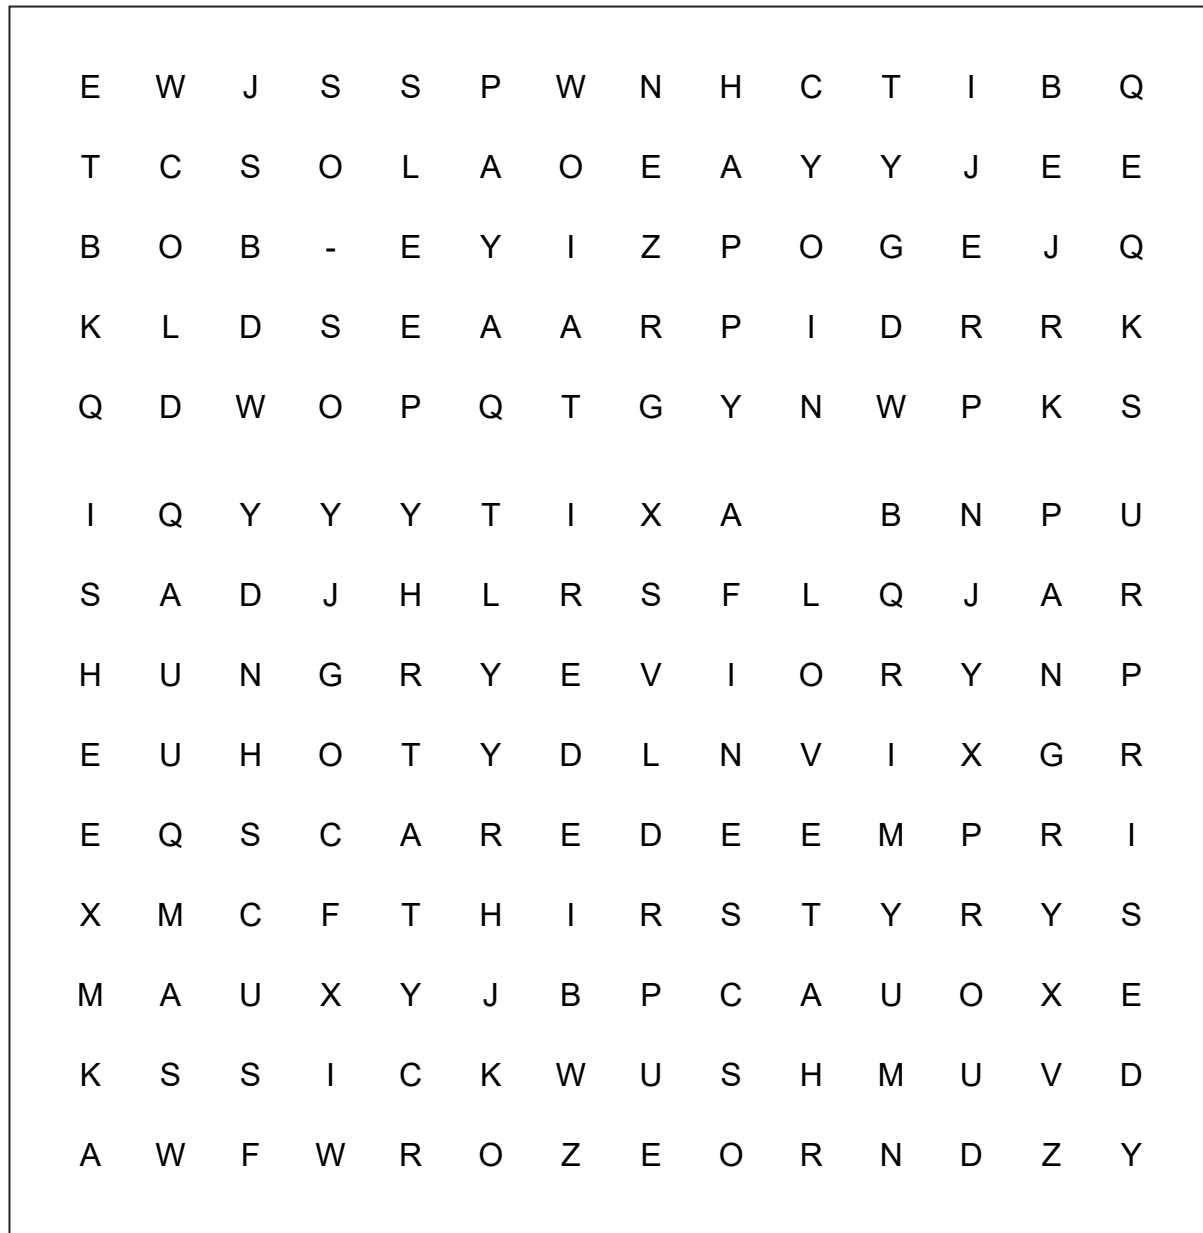 E W J S S P W N H C T I B Q
T C S O L A O E A Y Y J E E
B O B - E Y I Z P O G E J Q
K L D S E A A R P I D R R K
Q D W O P Q T G Y N W P K S
I Q Y Y Y T I X A B N P U
S A D J H L R S F L Q J A R
H U N G R Y E V I O R Y N P
E U H O T Y D L N V I X G R
E Q S C A R E D E E M P R I
X M C F T H I R S T Y R Y S
M A U X Y J B P C A U O X E
K S S I C K W U S H M U V D
A W F W R O Z E O R N D Z Y